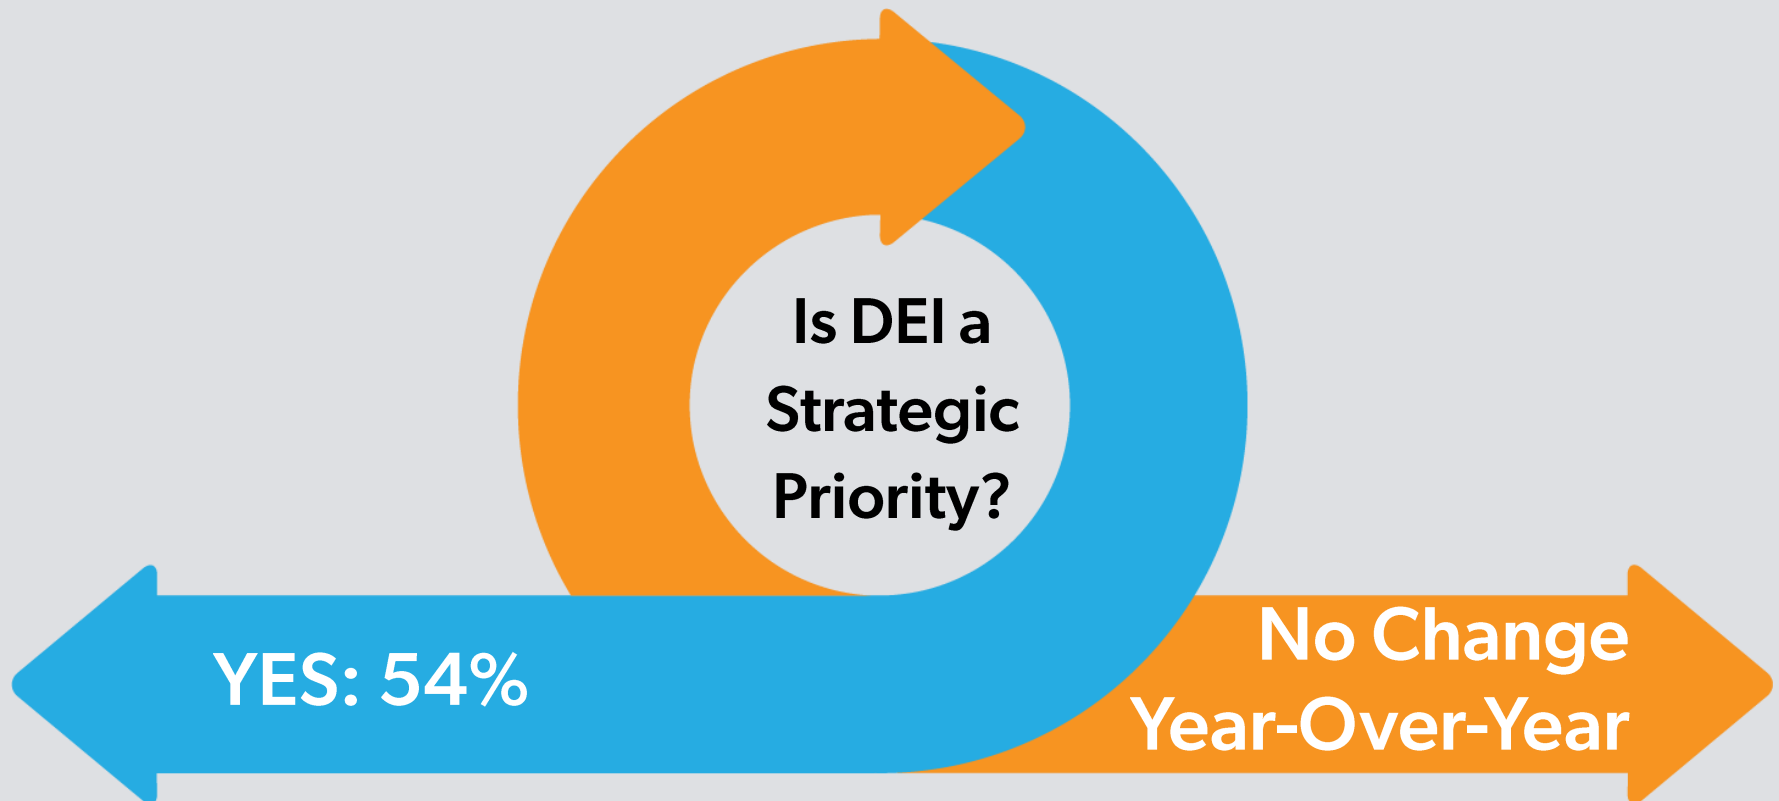 Is DEI a
Strategic
Priority?
YES: 54%
No Change
Year-Over-Year